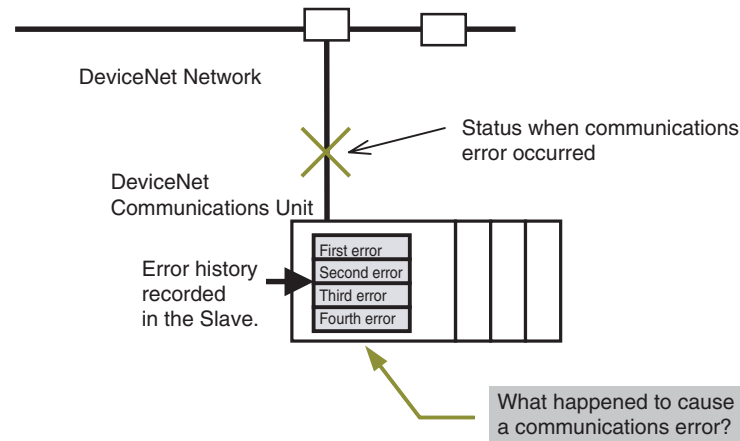 DeviceNet Network
Status when communications
error occurred
DeviceNet
Communications Unit
First error
Second error
Third error
Fourth error
Error history
recorded
in the Slave.
What happened to cause
a communications error?